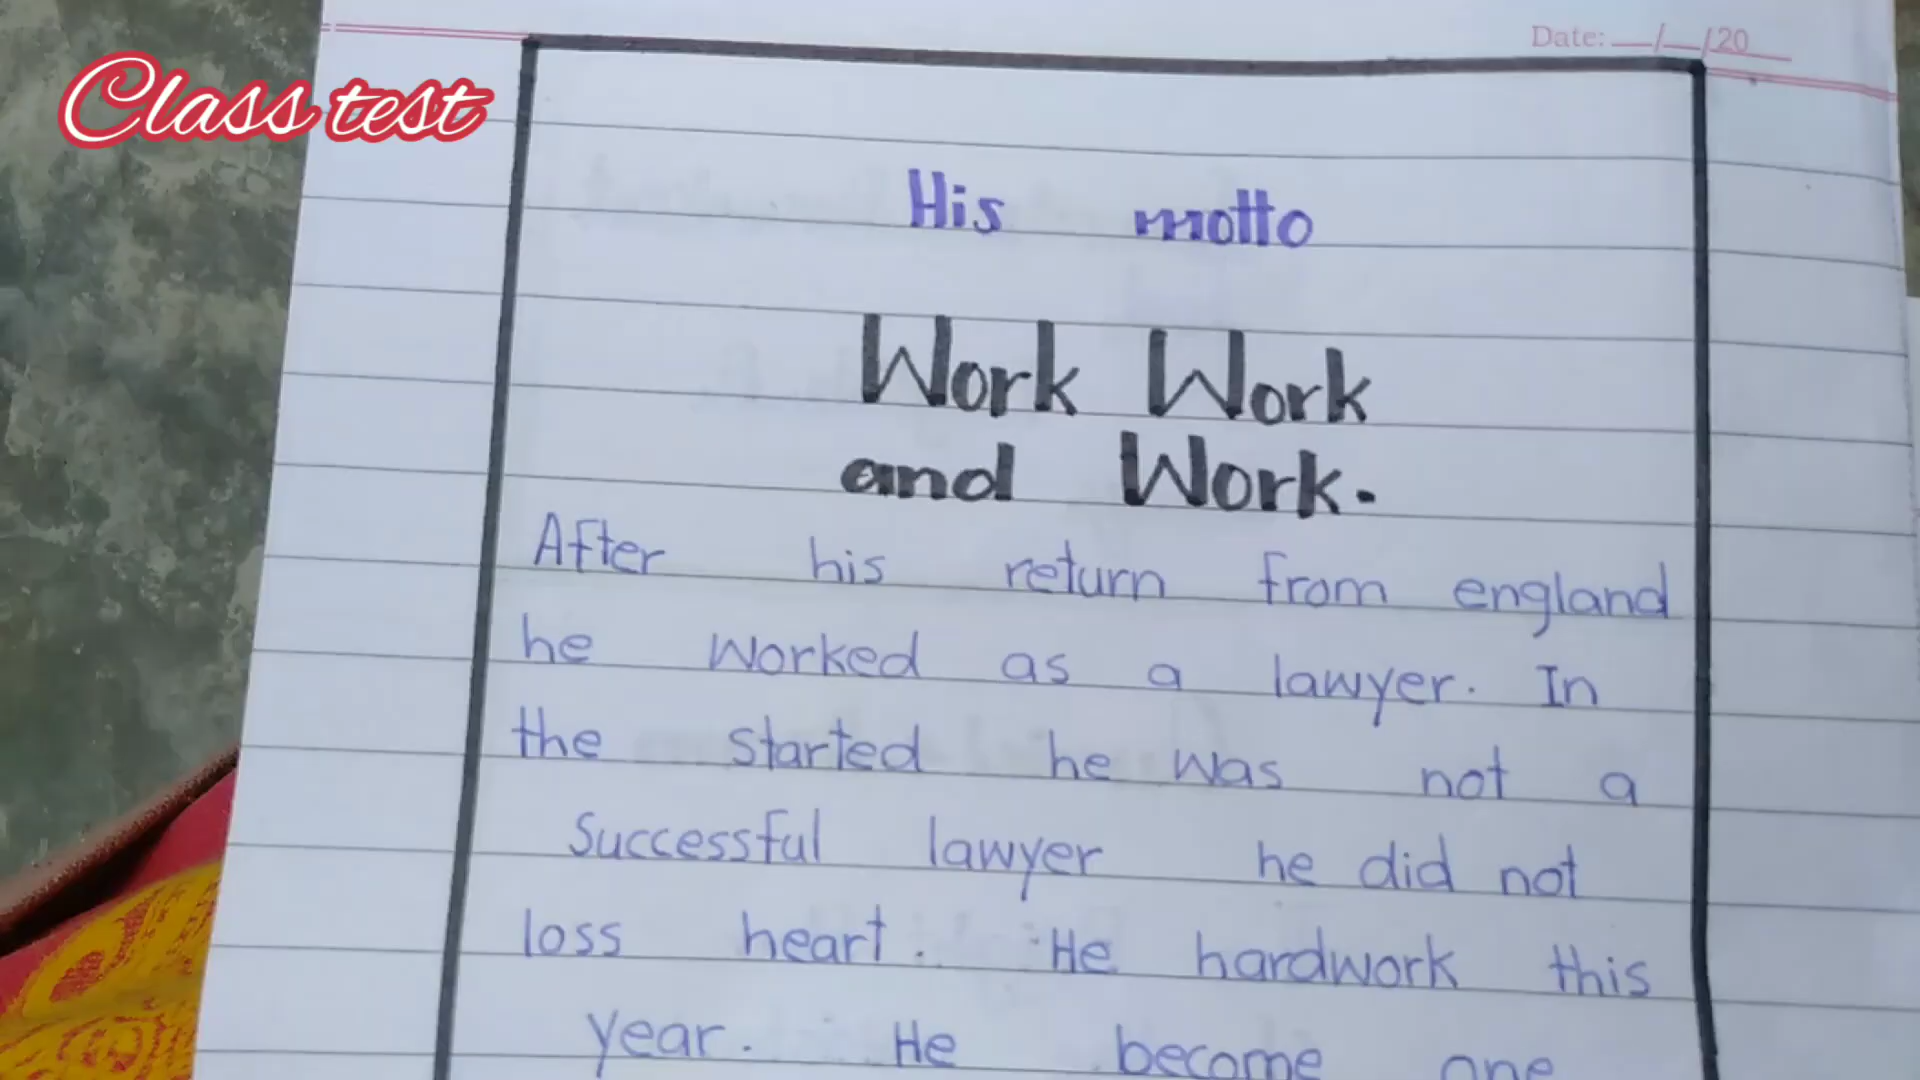 Class test
Date: __/__/20__
His motto
Work Work
and Work.
After his return from england
he worked as a lawyer. In
the started he was not a
Successful lawyer he did not
loss heart. He hardwork this
year. He become one